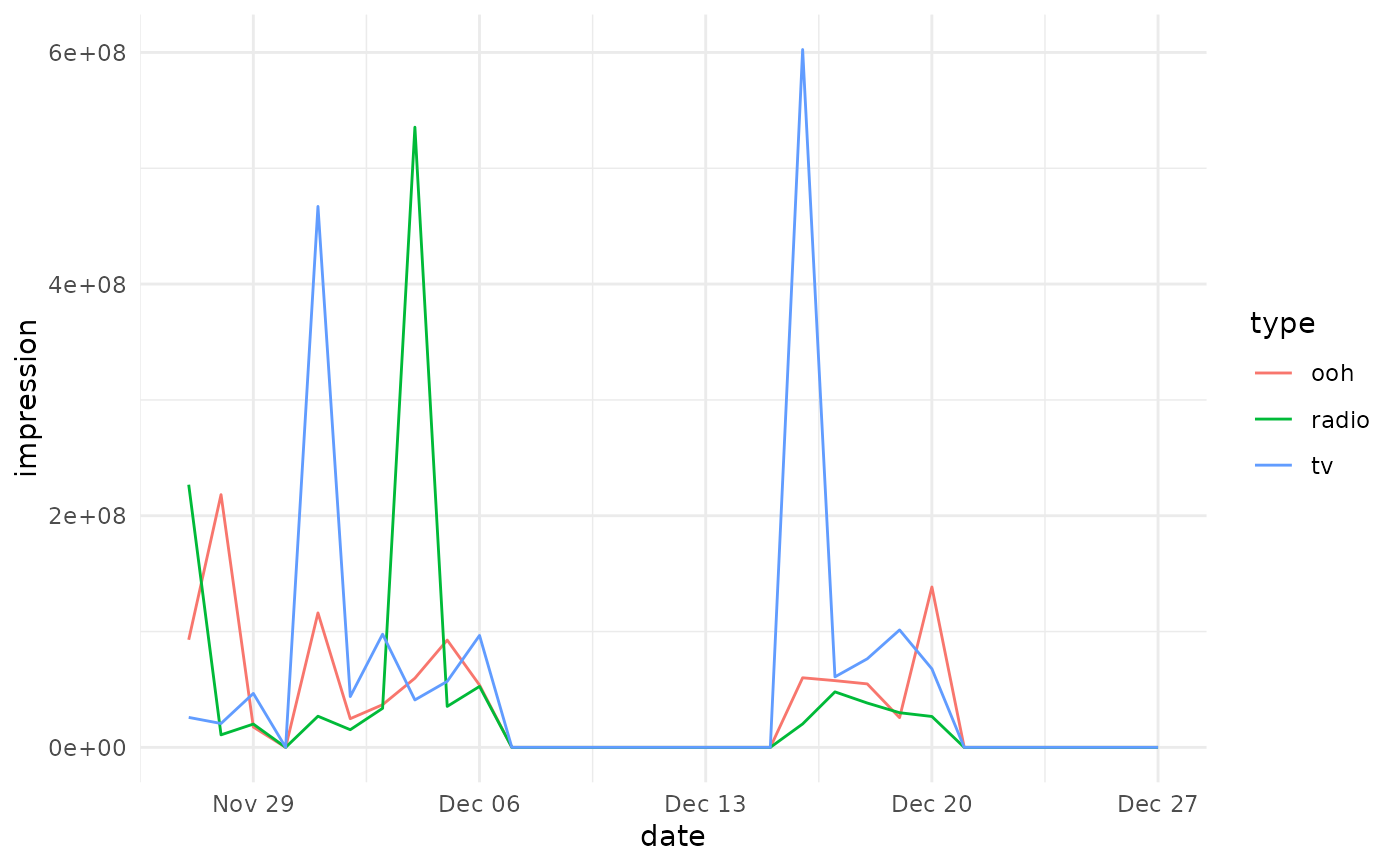 6e+08
4e+08
2e+08
0e+00
impression
Nov 29 Dec 06 Dec 13 Dec 20 Dec 27
date
type
ooh
radio
tv